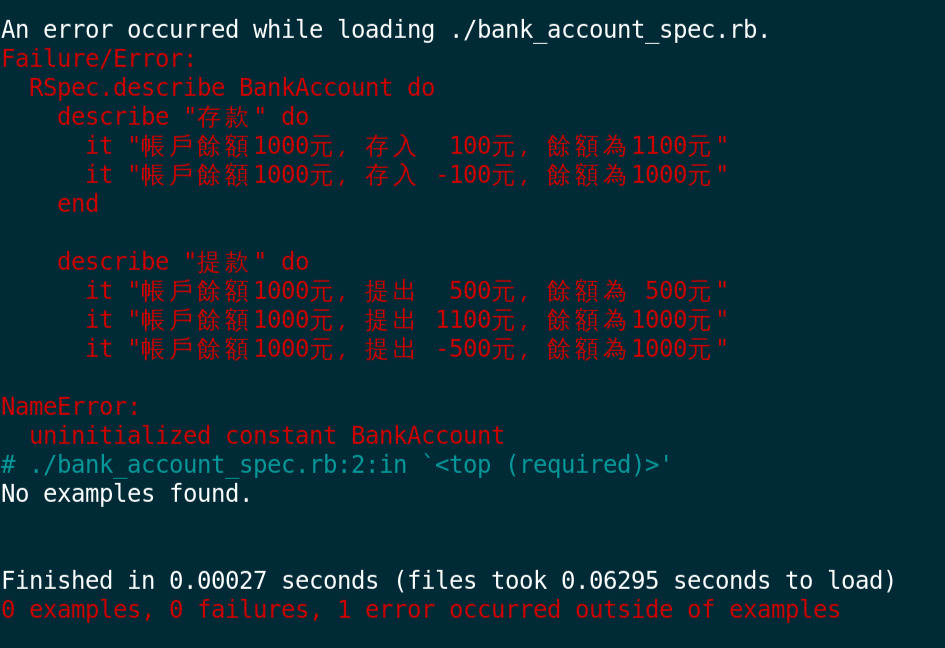 An error occurred while loading ./bank_account_spec.rb.
Failure/Error:
  RSpec.describe BankAccount do
    describe "存款" do
      it "帳戶餘額1000元, 存入  100元, 餘額為1100元"
      it "帳戶餘額1000元, 存入 -100元, 餘額為1000元"
    end

    describe "提款" do
      it "帳戶餘額1000元, 提出  500元, 餘額為 500元"
      it "帳戶餘額1000元, 提出 1100元, 餘額為1000元"
      it "帳戶餘額1000元, 提出 -500元, 餘額為1000元"

NameError:
  uninitialized constant BankAccount
# ./bank_account_spec.rb:2:in `<top (required)>'
No examples found.

Finished in 0.00027 seconds (files took 0.06295 seconds to load)
0 examples, 0 failures, 1 error occurred outside of examples